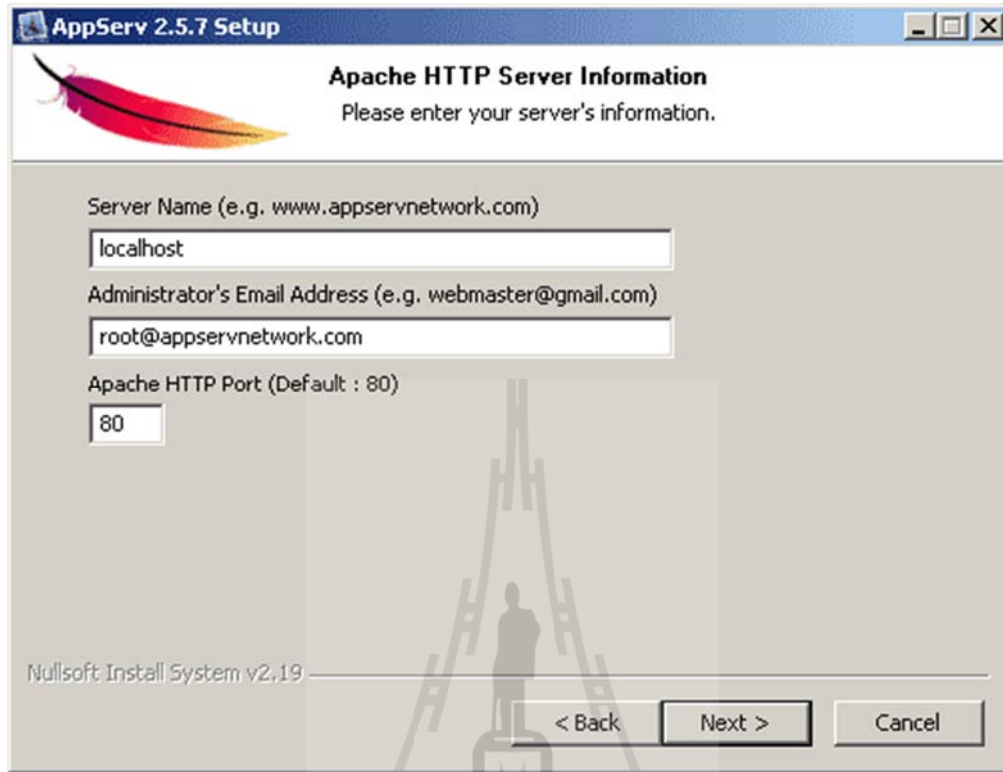 AppServ 2.5.7 Setup
Apache HTTP Server Information
Please enter your server's information.
Server Name (e.g. www.appservnetwork.com)
localhost
Administrator's Email Address (e.g. webmaster@gmail.com)
root@appservnetwork.com
Apache HTTP Port (Default : 80)
80
Nullsoft Install System v2.19
< Back
Next >
Cancel